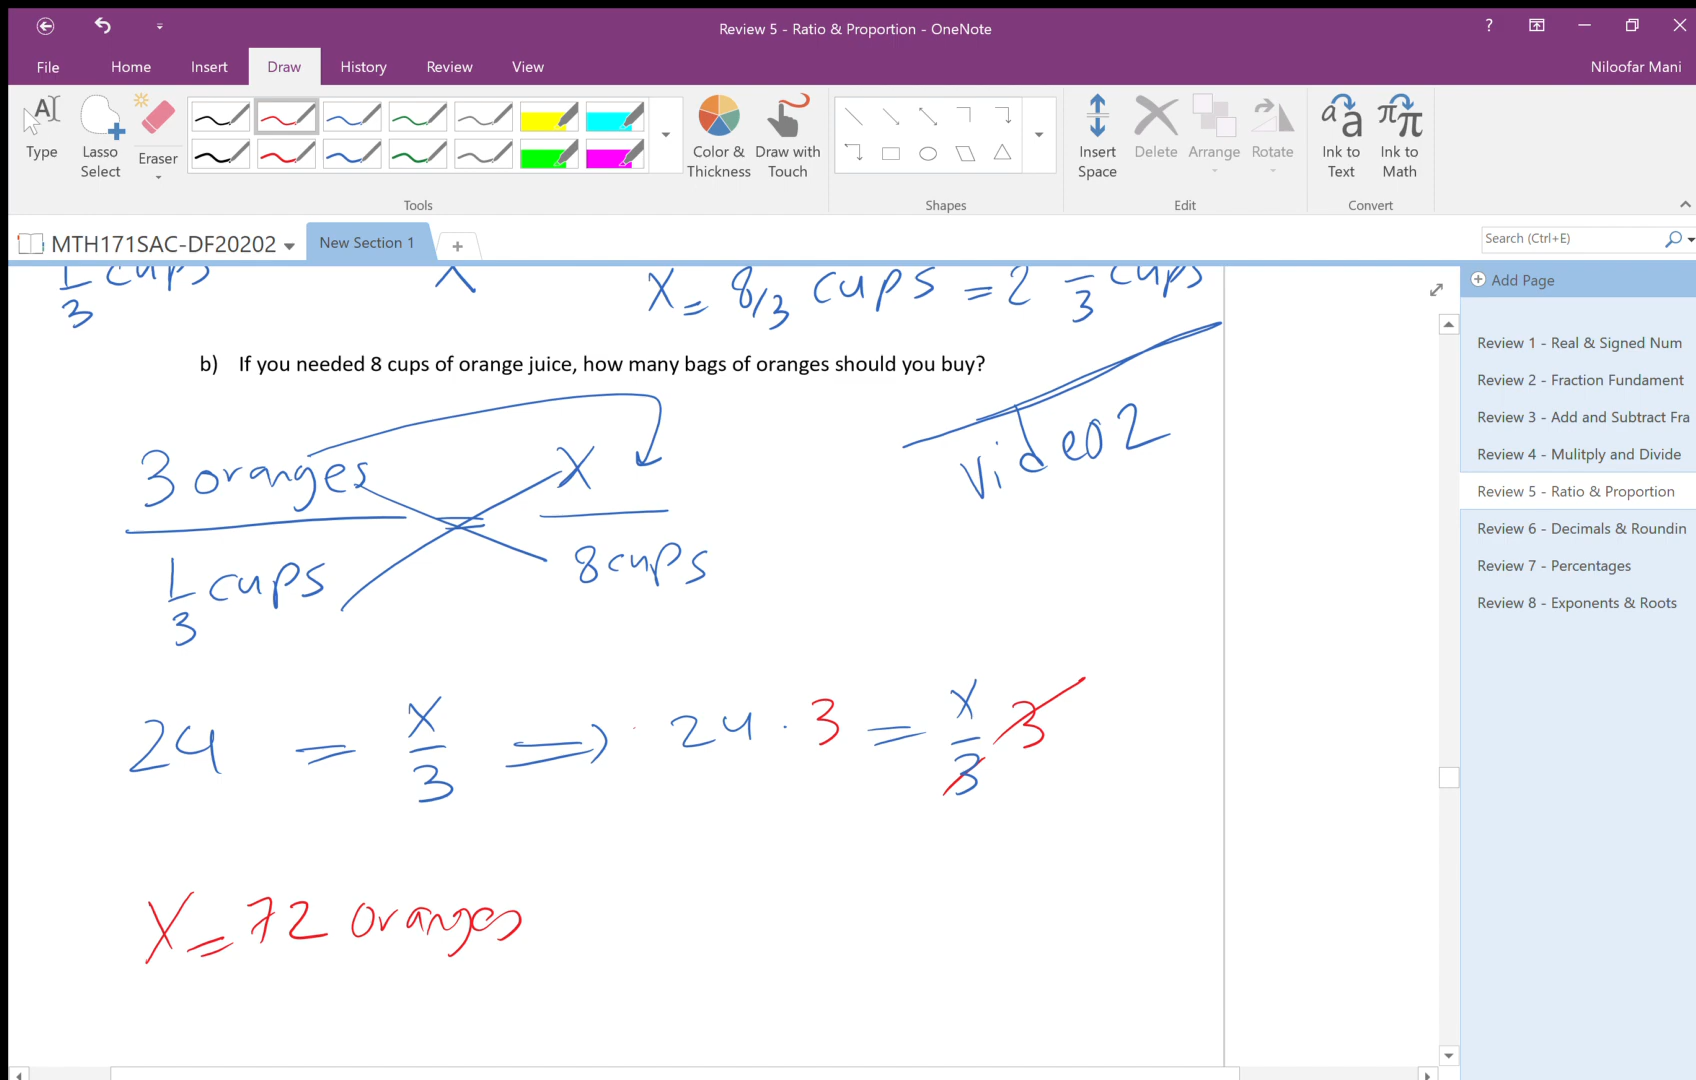 Review 5 - Ratio & Proportion - OneNote
?
File Home Insert Draw History Review View Niloofar Mani
Type Lasso Select Eraser Color & Thickness Draw with Touch Insert Space Delete Arrange Rotate Ink to Text Ink to Math
Tools Shapes Edit Convert
MTH171SAC-DF20202 New Section 1 + Search (Ctrl+E)
Add Page
Review 1 - Real & Signed Num
Review 2 - Fraction Fundament
Review 3 - Add and Subtract Fra
Review 4 - Mulitply and Divide
Review 5 - Ratio & Proportion
Review 6 - Decimals & Roundin
Review 7 - Percentages
Review 8 - Exponents & Roots
1/3 cups x x = 8/3 cups = 2 /3 cups
b) If you needed 8 cups of orange juice, how many bags of oranges should you buy?
video 2
3 oranges / 1/3 cups = x / 8 cups
24 = x/3 ⇒ 24 · 3 = x/3 3
x = 72 oranges